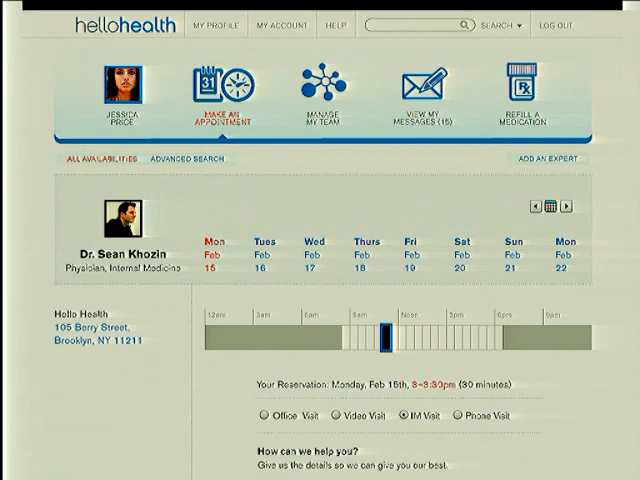 hellohealth MY PROFILE MY ACCOUNT HELP SEARCH LOG OUT
31
JESSICA PRICE
MAKE AN APPOINTMENT
MANAGE MY TEAM
VIEW MY MESSAGES (15)
Rx
REFILL A MEDICATION
ALL AVAILABILITIES ADVANCED SEARCH ADD AN EXPERT
Dr. Sean Khozin
Physician, Internal Medicine
Mon Tues Wed Thurs Fri Sat Sun Mon
Feb Feb Feb Feb Feb Feb Feb Feb
15 16 17 18 19 20 21 22
Hello Health
105 Berry Street,
Brooklyn, NY 11211
12am 3am 6am 9am Noon 3pm 6pm 9pm
Your Reservation: Monday, Feb 15th, 3-3:30pm (30 minutes)
Office Visit Video Visit IM Visit Phone Visit
How can we help you?
Give us the details so we can give you our best.